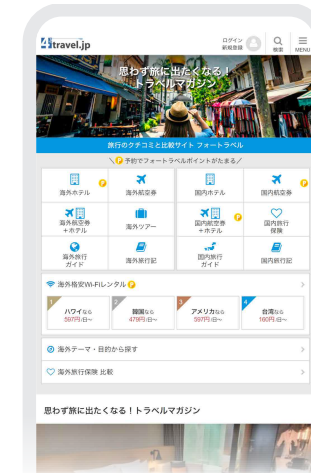 4travel.jp
ログイン
新規登録
検索
MENU
思わず旅に出たくなる！
トラベルマガジン
旅行のクチコミと比較サイト フォートラベル
＼P 予約でフォートラベルポイントがたまる／
海外ホテル
海外航空券
国内ホテル
国内航空券
海外航空券
+ホテル
海外ツアー
国内航空券
+ホテル
国内旅行
保険
海外旅行
ガイド
海外旅行記
国内旅行
ガイド
国内旅行記
海外格安Wi-Fiレンタル P
1
ハワイなら
597円/日〜
2
韓国なら
479円/日〜
3
アメリカなら
597円/日〜
4
台湾なら
160円/日〜
海外テーマ・目的から探す
海外旅行保険 比較
思わず旅に出たくなる！トラベルマガジン